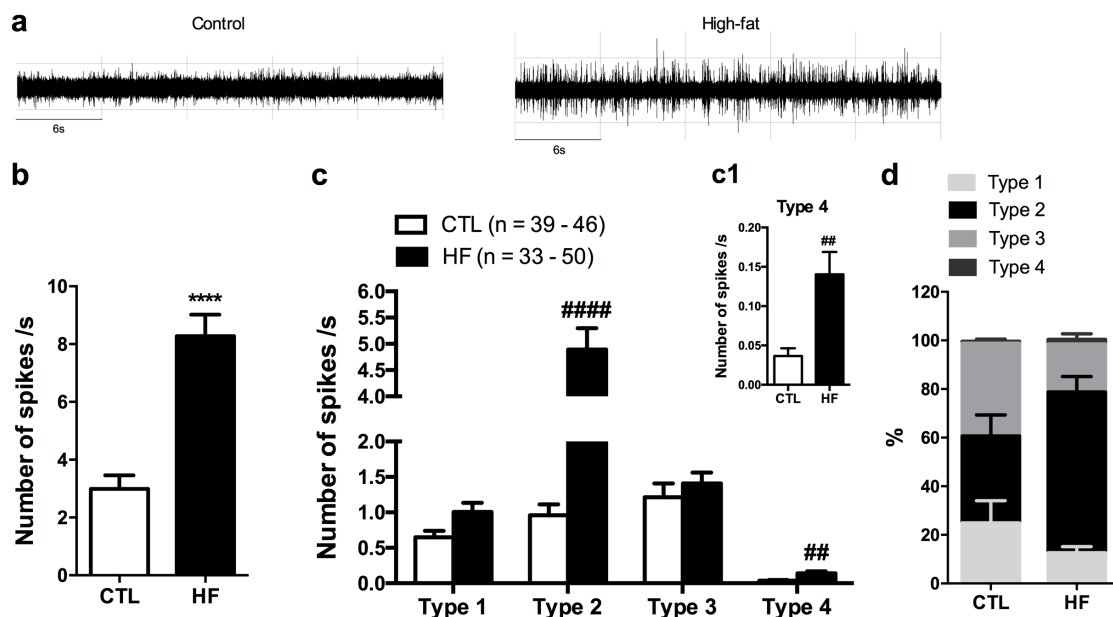 a
Control
High-fat
6s
6s
b
Number of spikes /s
10
8
6
4
2
0
****
CTL
HF
c
CTL (n = 39 - 46)
HF (n = 33 - 50)
Number of spikes /s
6.0
5.5
5.0
4.5
4.0
2.0
1.5
1.0
0.5
0.0
####
##
Type 1
Type 2
Type 3
Type 4
c1
Type 4
Number of spikes /s
0.20
0.15
0.10
0.05
0.00
##
CTL
HF
d
Type 1
Type 2
Type 3
Type 4
%
120
100
80
60
40
20
0
CTL
HF